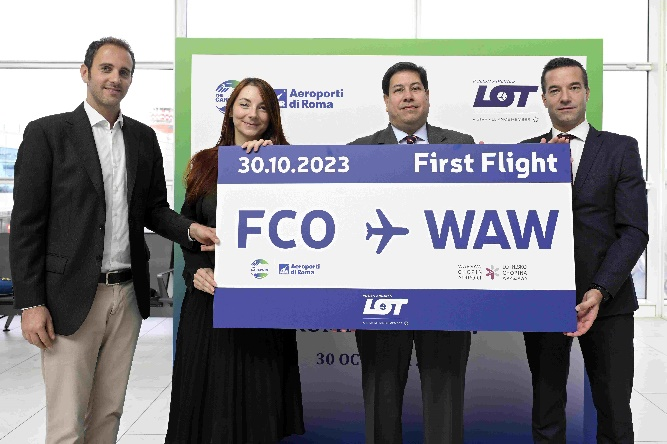 Aeroporti
di Roma
LOT
30.10.2023 First Flight
FCO WAW
Aeroporti
di Roma
LOT
30 OC